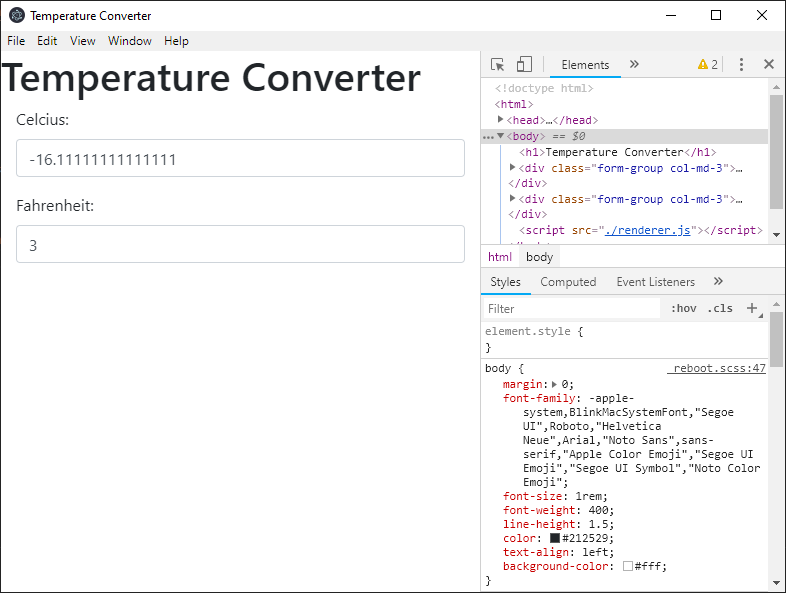 Temperature Converter
File Edit View Window Help
Temperature Converter
Celcius:
-16.11111111111111
Fahrenheit:
3
Elements » 2
<!doctype html>
<html>
<head>…</head>
…<body> == $0
<h1>Temperature Converter</h1>
<div class="form-group col-md-3">…
</div>
<div class="form-group col-md-3">…
</div>
<script src="./renderer.js"></script>
html body
Styles Computed Event Listeners »
Filter :hov .cls +
element.style {
}
body { _reboot.scss:47
margin: 0;
font-family: -apple-
system,BlinkMacSystemFont,"Segoe
UI",Roboto,"Helvetica
Neue",Arial,"Noto Sans",sans-
serif,"Apple Color Emoji","Segoe UI
Emoji","Segoe UI Symbol","Noto Color
Emoji";
font-size: 1rem;
font-weight: 400;
line-height: 1.5;
color: #212529;
text-align: left;
background-color: #fff;
}